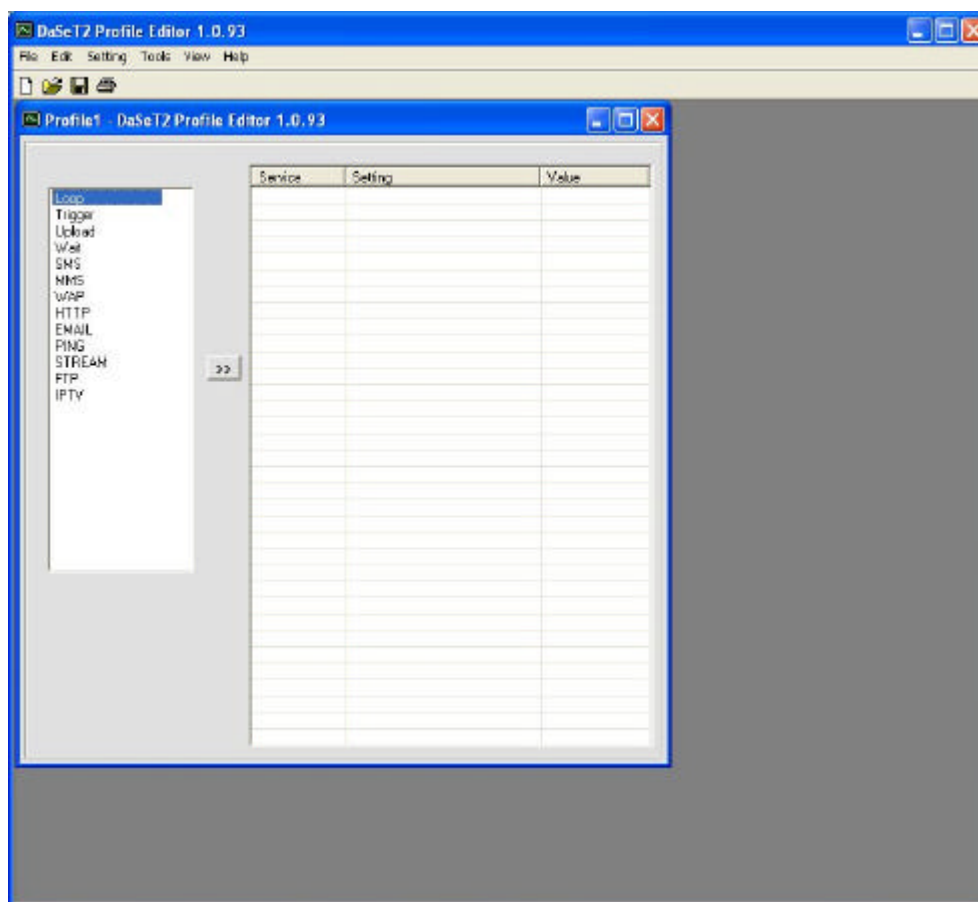 DaSeT2 Profile Editor 1.0.93
File Edit Setting Tools View Help
Profile1 - DaSeT2 Profile Editor 1.0.93
Service Setting Value
Loop
Trigger
Upload
Wait
SMS
MMS
WAP
HTTP
EMAIL
PING
STREAM
FTP
IPTV
>>